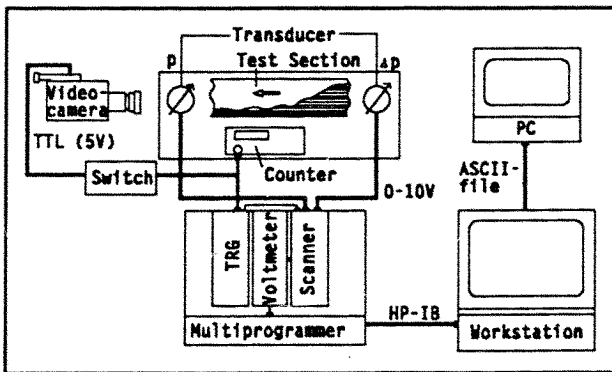 Transducer
p
Δp
Test Section
Video
camera
TTL (5V)
PC
Switch
Counter
0-10V
ASCII-
file
TRG
Voltmeter
Scanner
Multiprogrammer
HP-IB
Workstation